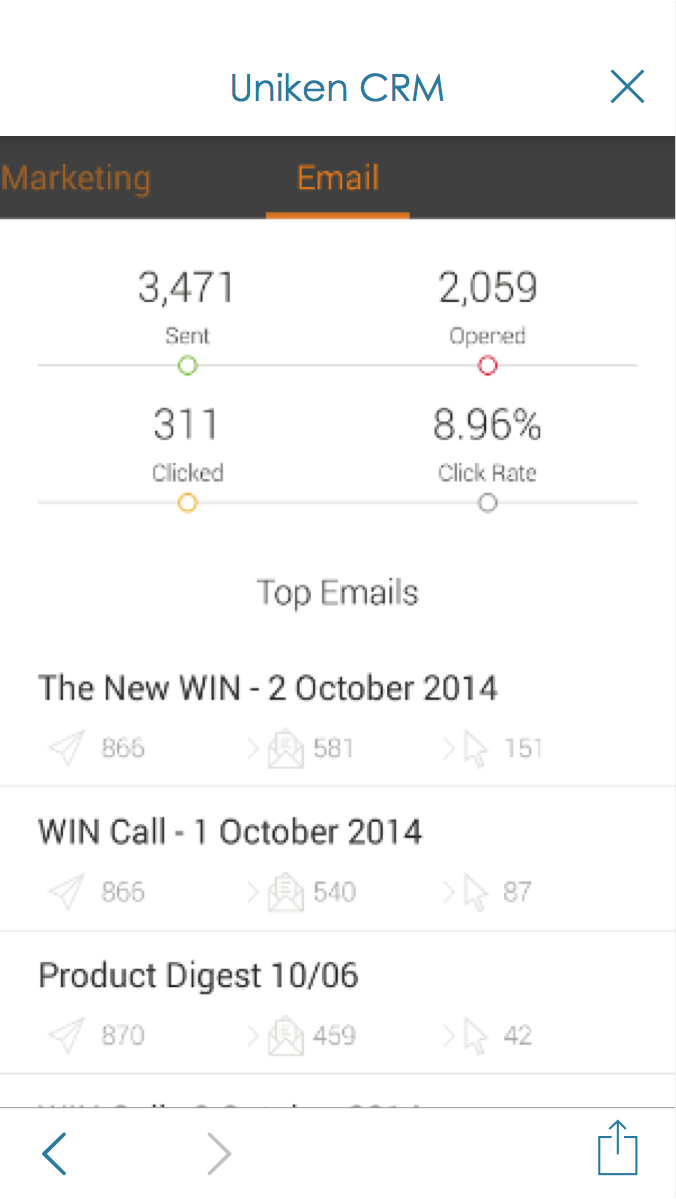 Uniken CRM
Marketing Email
3,471 2,059
Sent Opened
311 8.96%
Clicked Click Rate
Top Emails
The New WIN - 2 October 2014
866 581 151
WIN Call - 1 October 2014
866 540 87
Product Digest 10/06
870 459 42